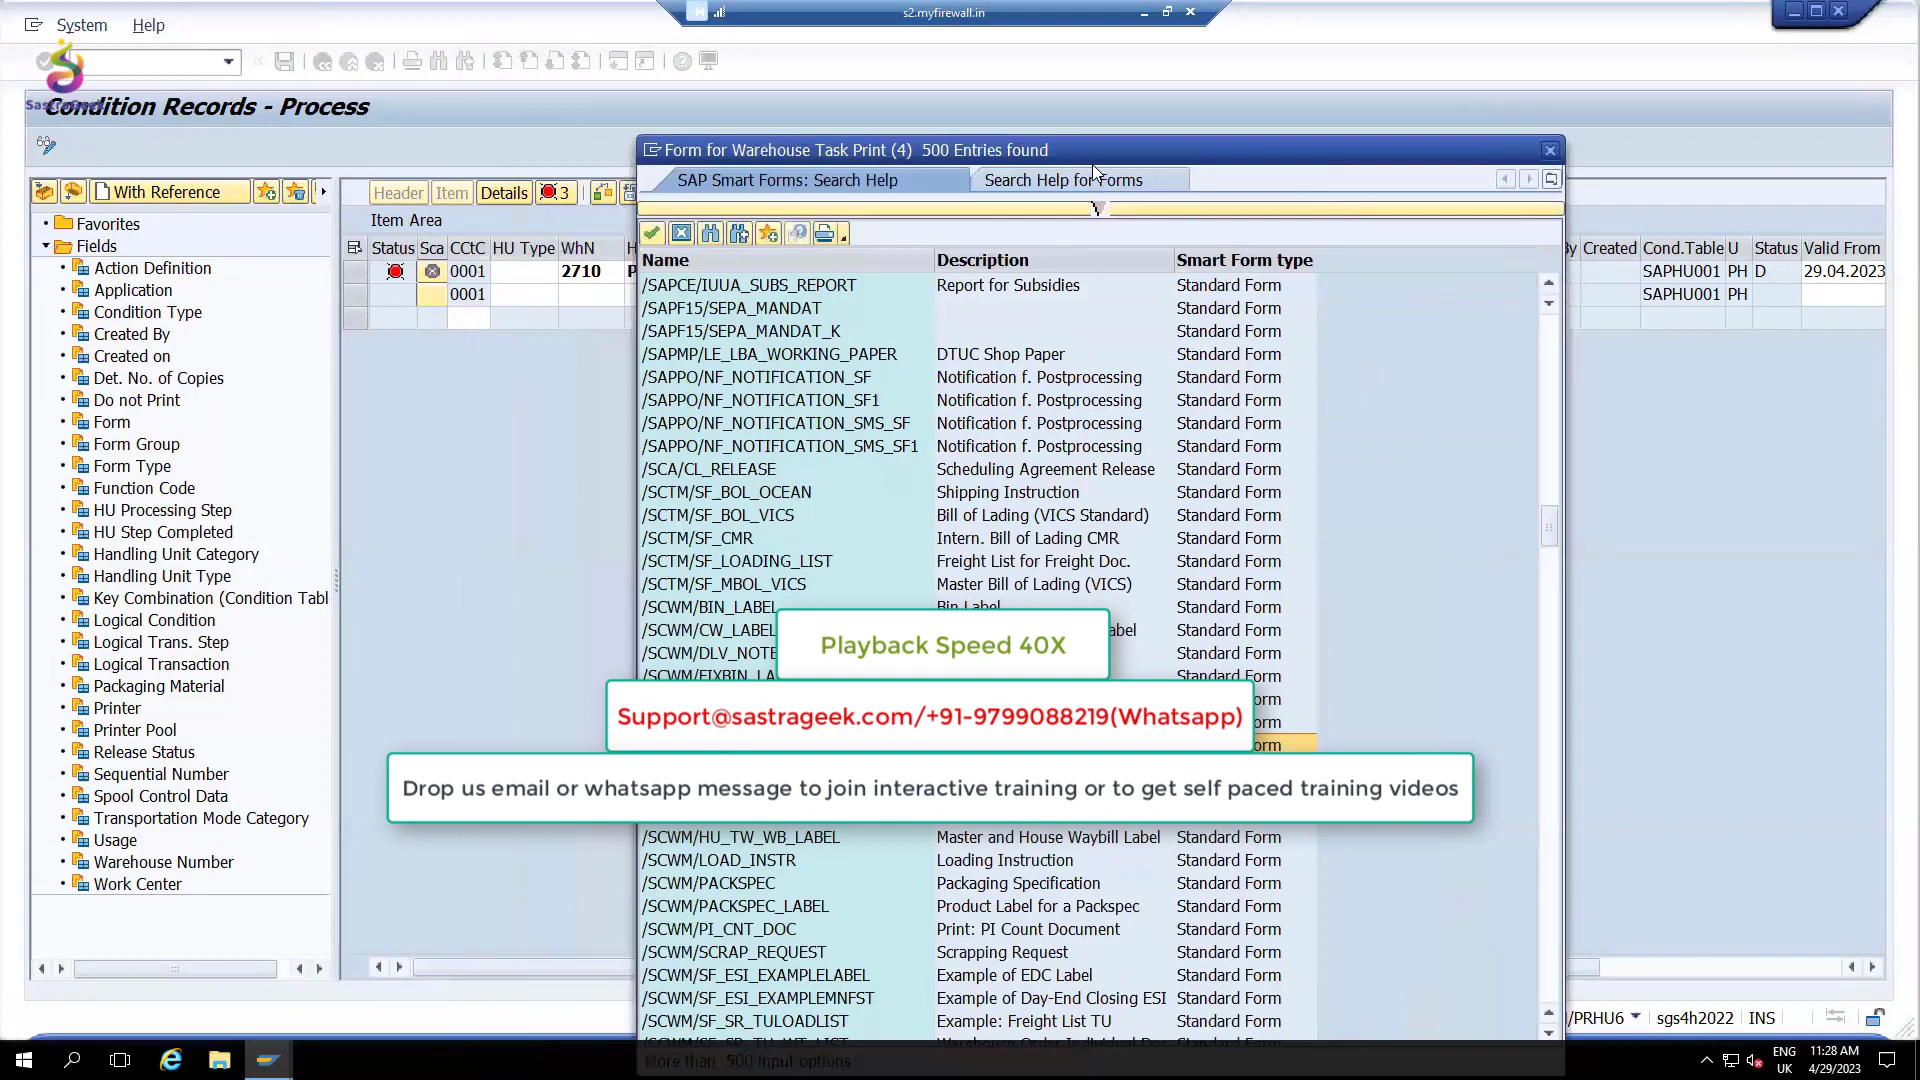 s2.myfirewall.in
System Help
SastraGeek
Condition Records - Process
With Reference
Favorites
Fields
Action Definition
Application
Condition Type
Created By
Created on
Det. No. of Copies
Do not Print
Form
Form Group
Form Type
Function Code
HU Processing Step
HU Step Completed
Handling Unit Category
Handling Unit Type
Key Combination (Condition Tabl
Logical Condition
Logical Trans. Step
Logical Transaction
Packaging Material
Printer
Printer Pool
Release Status
Sequential Number
Spool Control Data
Transportation Mode Category
Usage
Warehouse Number
Work Center
Header Item Details 3
Item Area
Status Sca CCtC HU Type WhN H
0001 2710 P
0001
Form for Warehouse Task Print (4) 500 Entries found
SAP Smart Forms: Search Help Search Help for Forms
Name Description Smart Form type
/SAPCE/IUUA_SUBS_REPORT Report for Subsidies Standard Form
/SAPF15/SEPA_MANDAT Standard Form
/SAPF15/SEPA_MANDAT_K Standard Form
/SAPMP/LE_LBA_WORKING_PAPER DTUC Shop Paper Standard Form
/SAPPO/NF_NOTIFICATION_SF Notification f. Postprocessing Standard Form
/SAPPO/NF_NOTIFICATION_SF1 Notification f. Postprocessing Standard Form
/SAPPO/NF_NOTIFICATION_SMS_SF Notification f. Postprocessing Standard Form
/SAPPO/NF_NOTIFICATION_SMS_SF1 Notification f. Postprocessing Standard Form
/SCA/CL_RELEASE Scheduling Agreement Release Standard Form
/SCTM/SF_BOL_OCEAN Shipping Instruction Standard Form
/SCTM/SF_BOL_VICS Bill of Lading (VICS Standard) Standard Form
/SCTM/SF_CMR Intern. Bill of Lading CMR Standard Form
/SCTM/SF_LOADING_LIST Freight List for Freight Doc. Standard Form
/SCTM/SF_MBOL_VICS Master Bill of Lading (VICS) Standard Form
/SCWM/BIN_LABEL Bin Label Standard Form
/SCWM/CW_LABEL abel Standard Form
/SCWM/DLV_NOTE Standard Form
/SCWM/FIXBIN_LA Standard Form
orm
orm
orm
Playback Speed 40X
Support@sastrageek.com/+91-9799088219(Whatsapp)
Drop us email or whatsapp message to join interactive training or to get self paced training videos
/SCWM/HU_TW_WB_LABEL Master and House Waybill Label Standard Form
/SCWM/LOAD_INSTR Loading Instruction Standard Form
/SCWM/PACKSPEC Packaging Specification Standard Form
/SCWM/PACKSPEC_LABEL Product Label for a Packspec Standard Form
/SCWM/PI_CNT_DOC Print: PI Count Document Standard Form
/SCWM/SCRAP_REQUEST Scrapping Request Standard Form
/SCWM/SF_ESI_EXAMPLELABEL Example of EDC Label Standard Form
/SCWM/SF_ESI_EXAMPLEMNFST Example of Day-End Closing ESI Standard Form
/SCWM/SF_SR_TULOADLIST Example: Freight List TU Standard Form
More than 500 input options
y Created Cond.Table U Status Valid From
SAPHU001 PH D 29.04.2023
SAPHU001 PH
/PRHU6 sgs4h2022 INS
ENG 11:28 AM
UK 4/29/2023